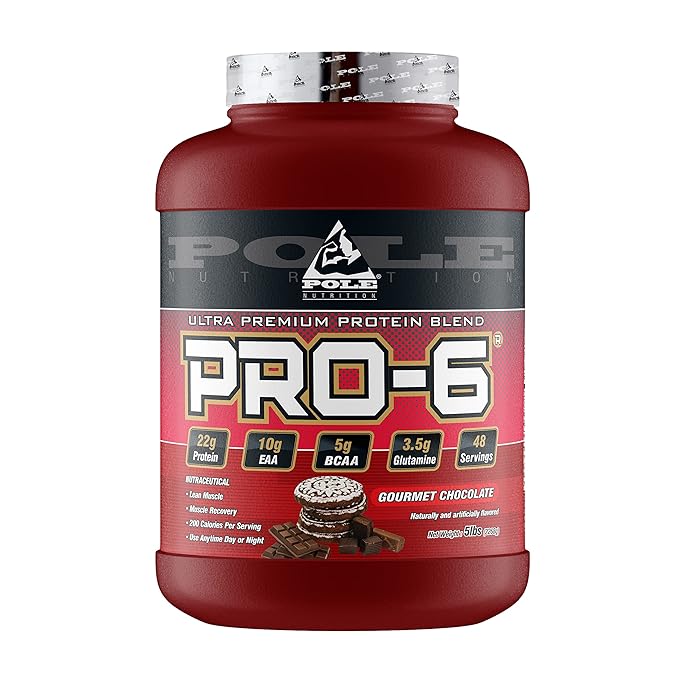 POLE
NUTRITION
POLE®
NUTRITION
ULTRA PREMIUM PROTEIN BLEND
PRO-6®
22g
Protein
10g
EAA
5g
BCAA
3.5g
Glutamine
48
Servings
NUTRACEUTICAL
• Lean Muscle
• Muscle Recovery
• 200 Calories Per Serving
• Use Anytime Day or Night
GOURMET CHOCOLATE
Naturally and artificially flavored
Net Weight: 5lbs